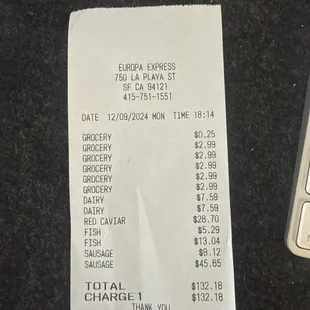 EUROPA EXPRESS
750 LA PLAYA ST
SF CA 94121
415-751-1551
DATE 12/09/2024 MON TIME 18:14
GROCERY $0.25
GROCERY $2.99
GROCERY $2.99
GROCERY $2.99
GROCERY $2.99
GROCERY $2.99
DAIRY $7.59
DAIRY $7.59
RED CAVIAR $28.70
FISH $5.29
FISH $13.04
SAUSAGE $9.12
SAUSAGE $45.65
TOTAL $132.18
CHARGE1 $132.18
THANK YOU